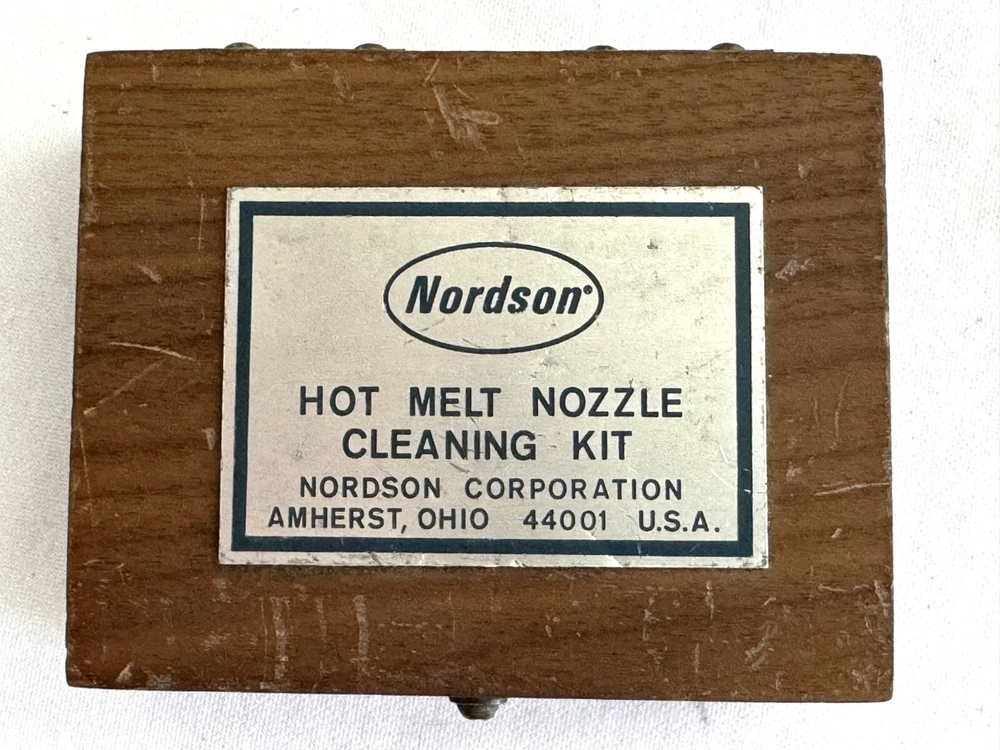 Nordson®
HOT MELT NOZZLE
CLEANING KIT
NORDSON CORPORATION
AMHERST, OHIO 44001 U.S.A.